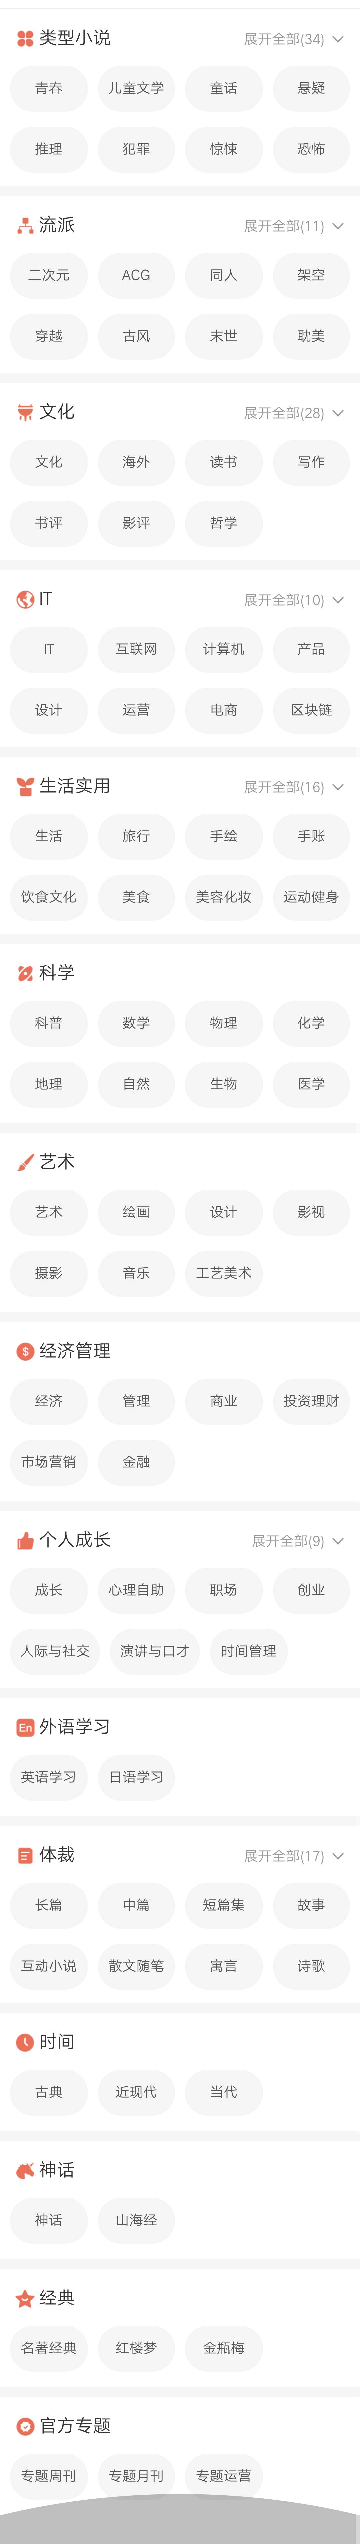 类型小说 展开全部(34)
青春 儿童文学 童话 悬疑
推理 犯罪 惊悚 恐怖
流派 展开全部(11)
二次元 ACG 同人 架空
穿越 古风 末世 耽美
文化 展开全部(28)
文化 海外 读书 写作
书评 影评 哲学
IT 展开全部(10)
IT 互联网 计算机 产品
设计 运营 电商 区块链
生活实用 展开全部(16)
生活 旅行 手绘 手账
饮食文化 美食 美容化妆 运动健身
科学
科普 数学 物理 化学
地理 自然 生物 医学
艺术
艺术 绘画 设计 影视
摄影 音乐 工艺美术
$ 经济管理
经济 管理 商业 投资理财
市场营销 金融
个人成长 展开全部(9)
成长 心理自助 职场 创业
人际与社交 演讲与口才 时间管理
En 外语学习
英语学习 日语学习
体裁 展开全部(17)
长篇 中篇 短篇集 故事
互动小说 散文随笔 寓言 诗歌
时间
古典 近现代 当代
神话
神话 山海经
经典
名著经典 红楼梦 金瓶梅
官方专题
专题周刊 专题月刊 专题运营